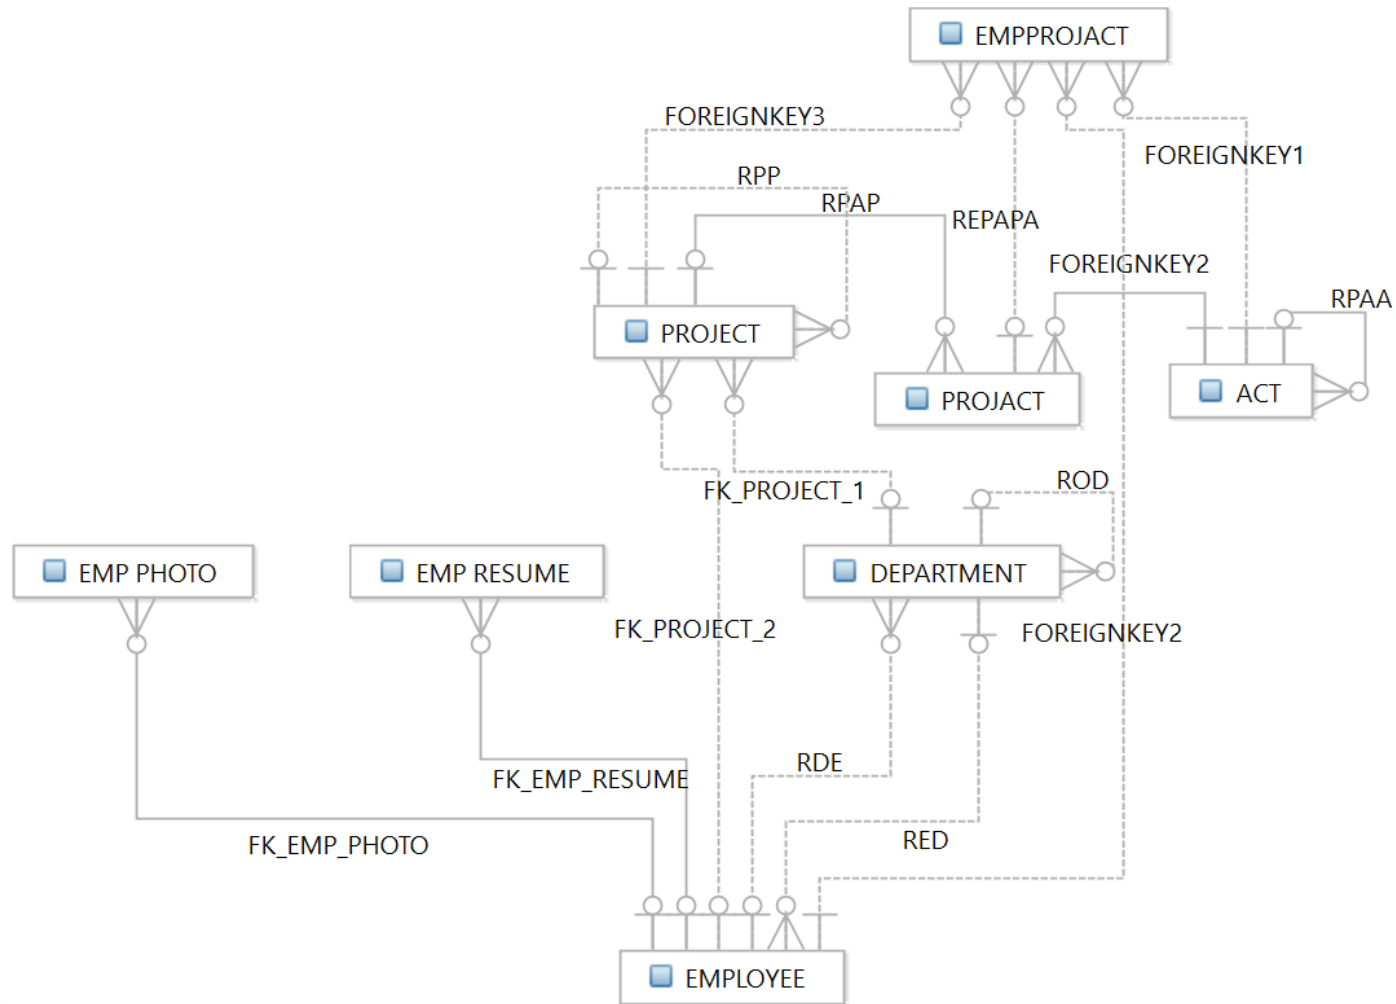 EMPPROJACT
FOREIGNKEY3
FOREIGNKEY1
RPP
RPAP
REPAPA
FOREIGNKEY2
RPAA
PROJECT
PROJACT
ACT
FK_PROJECT_1
ROD
EMP PHOTO
EMP RESUME
DEPARTMENT
FK_PROJECT_2
FOREIGNKEY2
RDE
FK_EMP_RESUME
RED
FK_EMP_PHOTO
EMPLOYEE